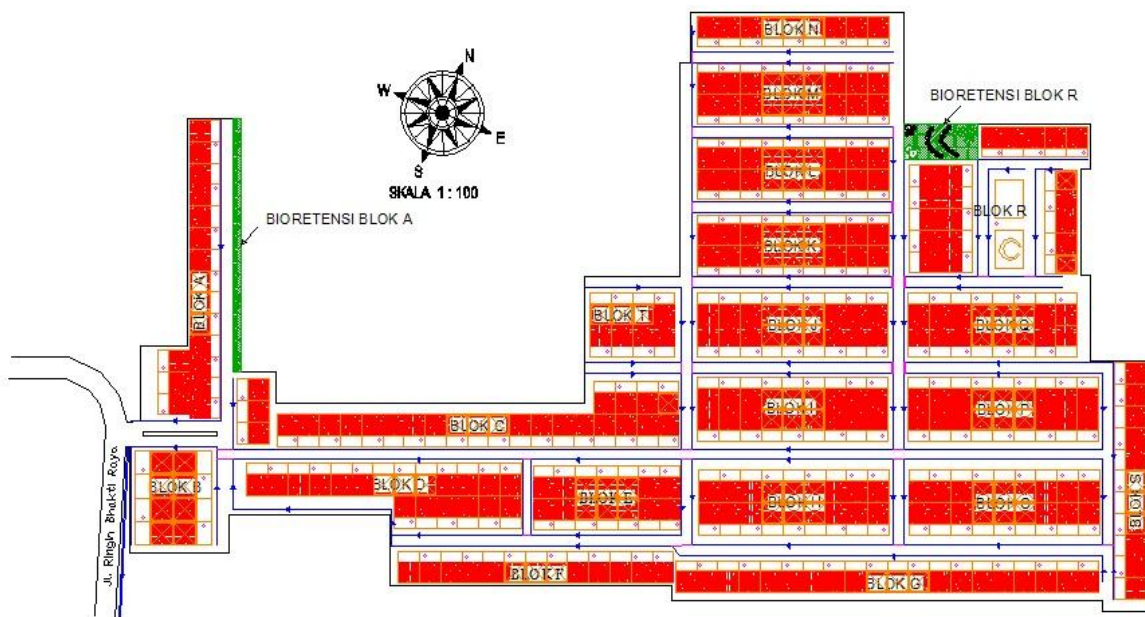 BLOK N
N
W
BLOK M
BIORETENSI BLOK R
E
S
SKALA 1 : 100
BLOK L
BLOK R
BIORETENSI BLOK A
BLOK K
BLOK A
BLOK T
BLOK J
BLOK Q
BLOK I
BLOK P
BLOK C
Jl. Ringin Bhakti Raya
BLOK B
BLOK D
BLOK E
BLOK H
BLOK O
BLOK S
BLOK F
BLOK G